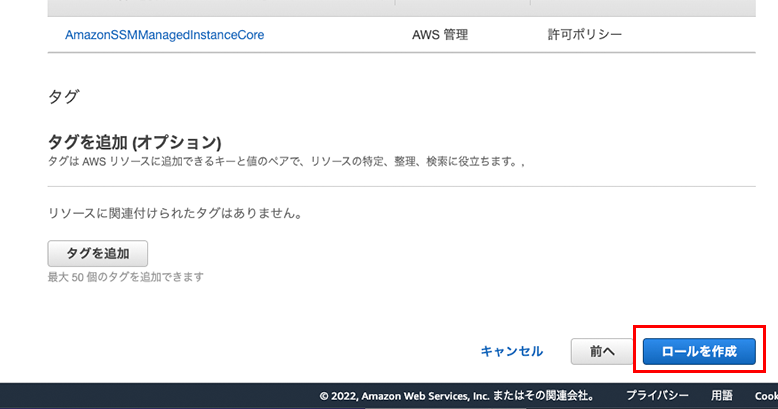 AmazonSSMManagedInstanceCore AWS 管理 許可ポリシー
タグ
タグを追加 (オプション)
タグは AWS リソースに追加できるキーと値のペアで、リソースの特定、整理、検索に役立ちます。,
リソースに関連付けられたタグはありません。
タグを追加
最大 50 個のタグを追加できます
キャンセル 前へ ロールを作成
© 2022, Amazon Web Services, Inc. またはその関連会社。 プライバシー 用語 Cook